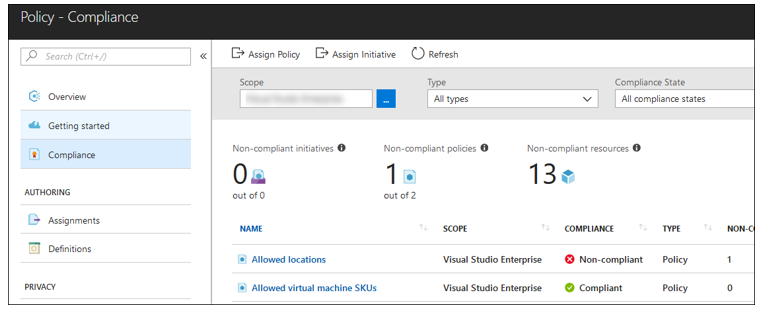 Policy - Compliance
Search (Ctrl+/)
«
Assign Policy Assign Initiative Refresh
Scope Type Compliance State
... All types All compliance states
Overview
Getting started
Compliance
AUTHORING
Assignments
Definitions
PRIVACY
Non-compliant initiatives Non-compliant policies Non-compliant resources
0 1 13
out of 0 out of 2
NAME SCOPE COMPLIANCE TYPE NON-C
Allowed locations Visual Studio Enterprise Non-compliant Policy 1
Allowed virtual machine SKUs Visual Studio Enterprise Compliant Policy 0